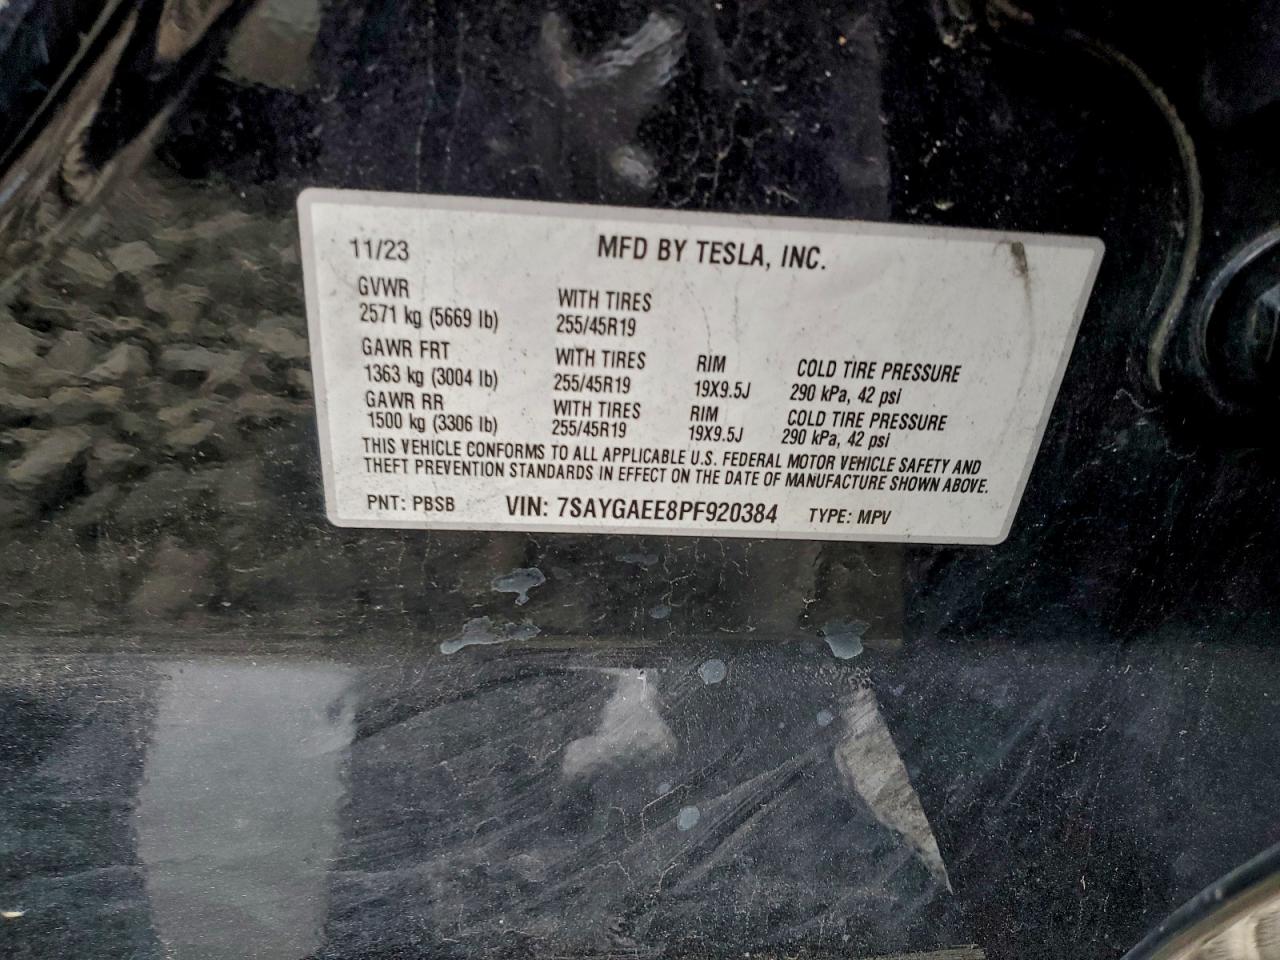 11/23 MFD BY TESLA, INC.
GVWR WITH TIRES
2571 kg (5669 lb) 255/45R19
GAWR FRT WITH TIRES RIM COLD TIRE PRESSURE
1363 kg (3004 lb) 255/45R19 19X9.5J 290 kPa, 42 psi
GAWR RR WITH TIRES RIM COLD TIRE PRESSURE
1500 kg (3306 lb) 255/45R19 19X9.5J 290 kPa, 42 psi
THIS VEHICLE CONFORMS TO ALL APPLICABLE U.S. FEDERAL MOTOR VEHICLE SAFETY AND
THEFT PREVENTION STANDARDS IN EFFECT ON THE DATE OF MANUFACTURE SHOWN ABOVE.
PNT: PBSB VIN: 7SAYGAEE8PF920384 TYPE: MPV